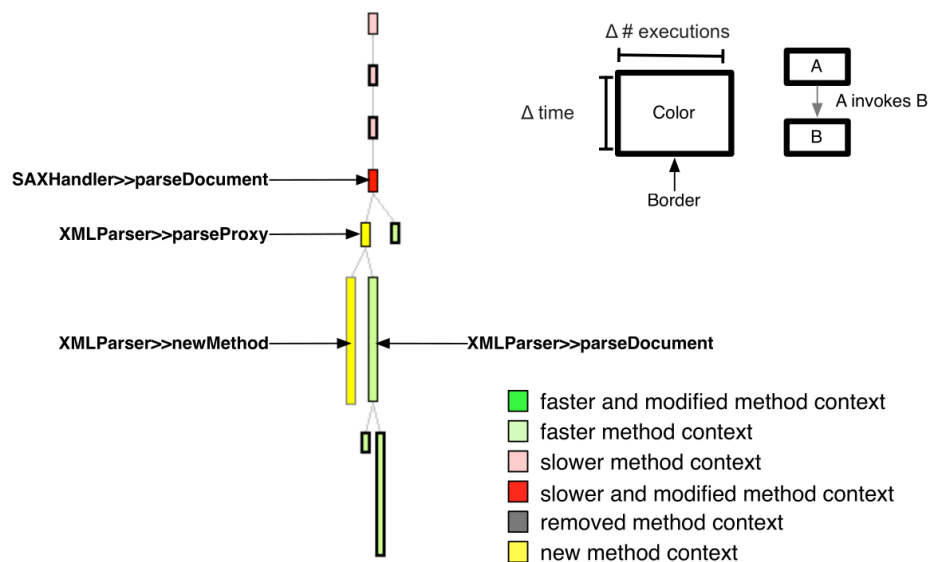 Δ # executions
Δ time
Color
Border
A
A invokes B
B
SAXHandler>>parseDocument
XMLParser>>parseProxy
XMLParser>>newMethod
XMLParser>>parseDocument
faster and modified method context
faster method context
slower method context
slower and modified method context
removed method context
new method context